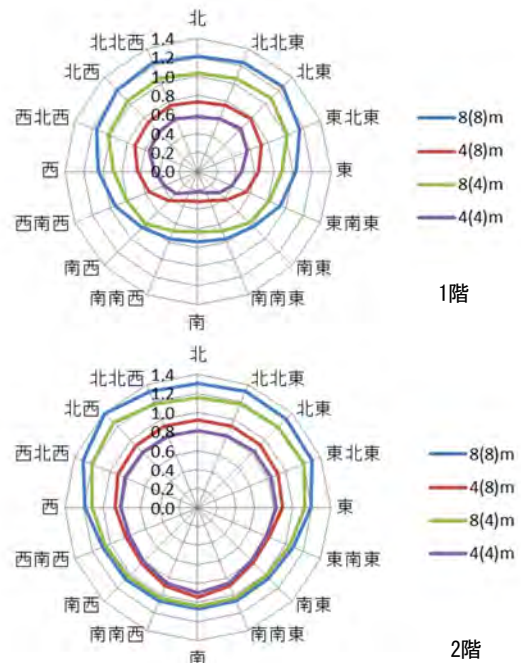 北
北北西 1.4 北北東
北西 1.2 北東
1.0
0.8
西北西 0.6 東北東
0.4
0.2
西 0.0 東
西南西 東南東
南西 南東
南南西 南南東
南
8(8)m
4(8)m
8(4)m
4(4)m
1階
北
北北西 1.4 北北東
北西 1.2 北東
1.0
0.8
西北西 0.6 東北東
0.4
0.2
西 0.0 東
西南西 東南東
南西 南東
南南西 南南東
南
8(8)m
4(8)m
8(4)m
4(4)m
2階